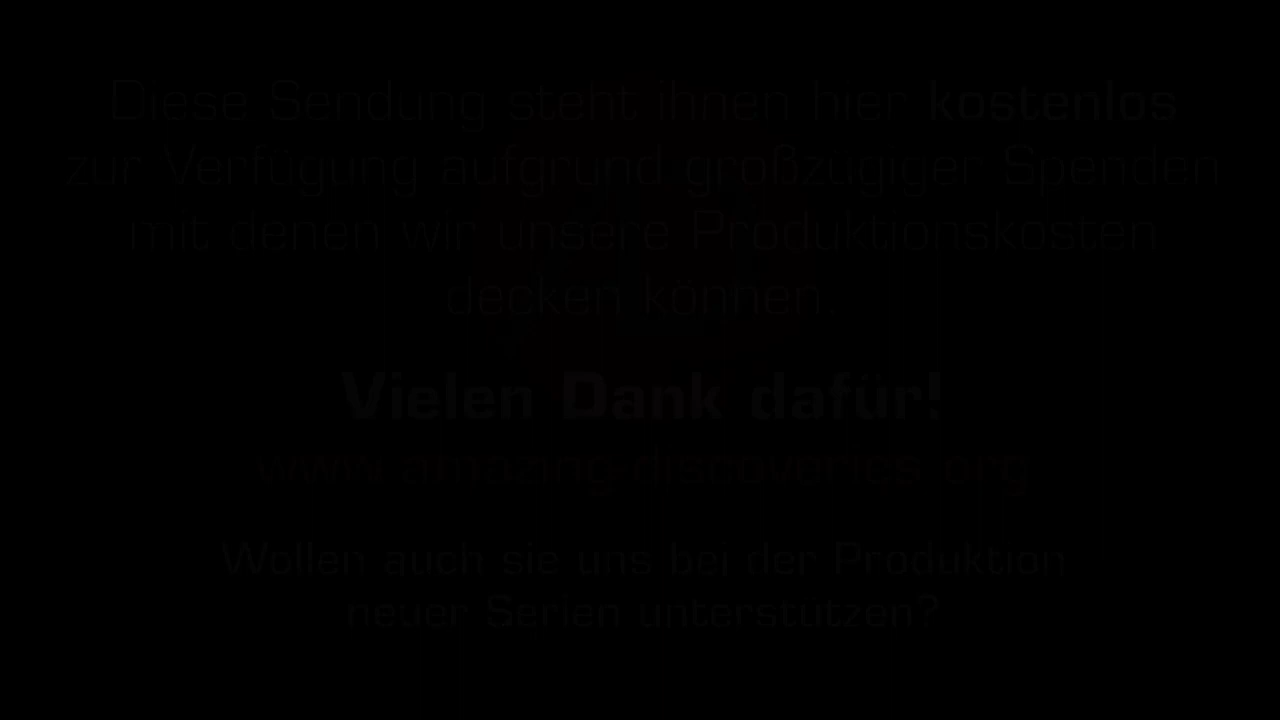 Diese Sendung steht ihnen hier kostenlos
zur Verfügung aufgrund großzügiger Spenden
mit denen wir unsere Produktionskosten
decken können.
Vielen Dank dafür!
www.amazing-discoveries.org
Wollen auch sie uns bei der Produktion
neuer Serien unterstützen?